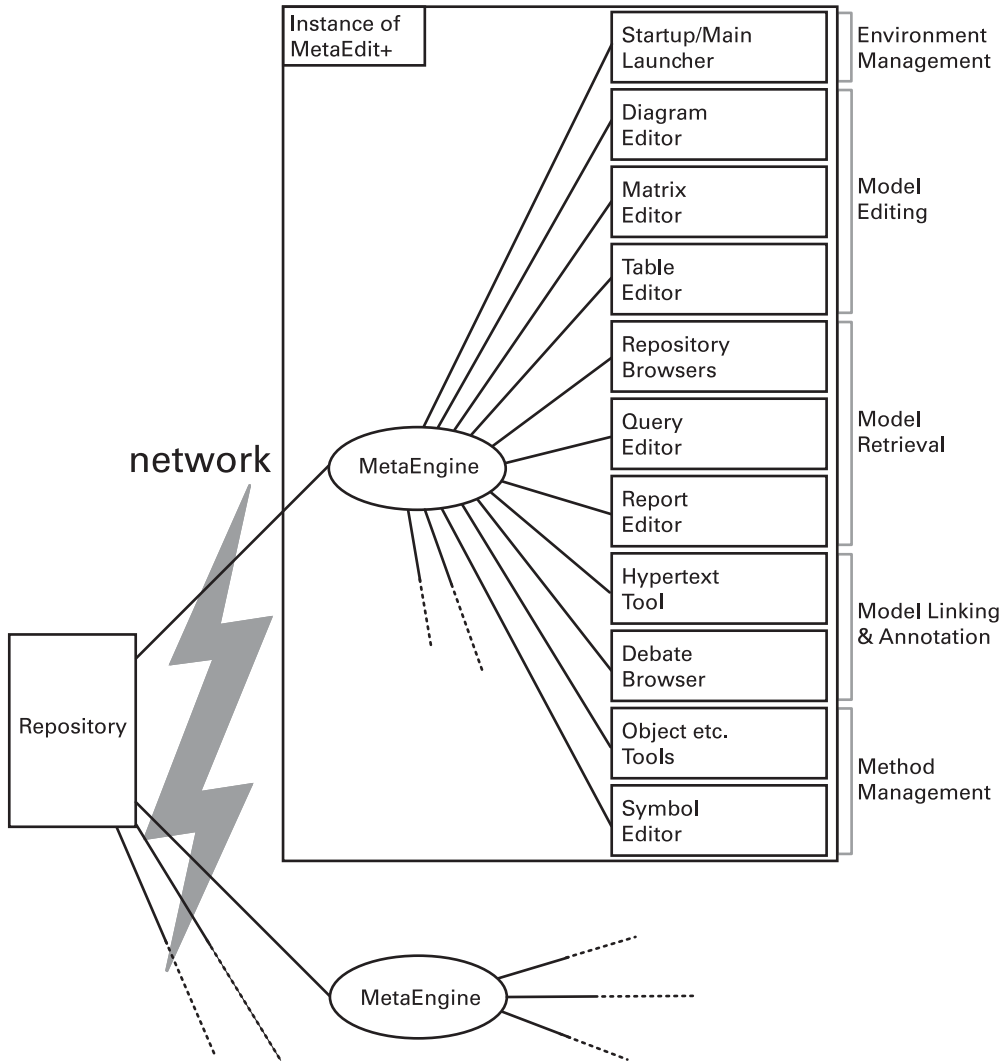 Instance of
MetaEdit+
Startup/Main
Launcher
Environment
Management
Diagram
Editor
Matrix
Editor
Table
Editor
Model
Editing
Repository
Browsers
Query
Editor
Report
Editor
Model
Retrieval
MetaEngine
network
Hypertext
Tool
Debate
Browser
Model Linking
& Annotation
Repository
Object etc.
Tools
Symbol
Editor
Method
Management
MetaEngine